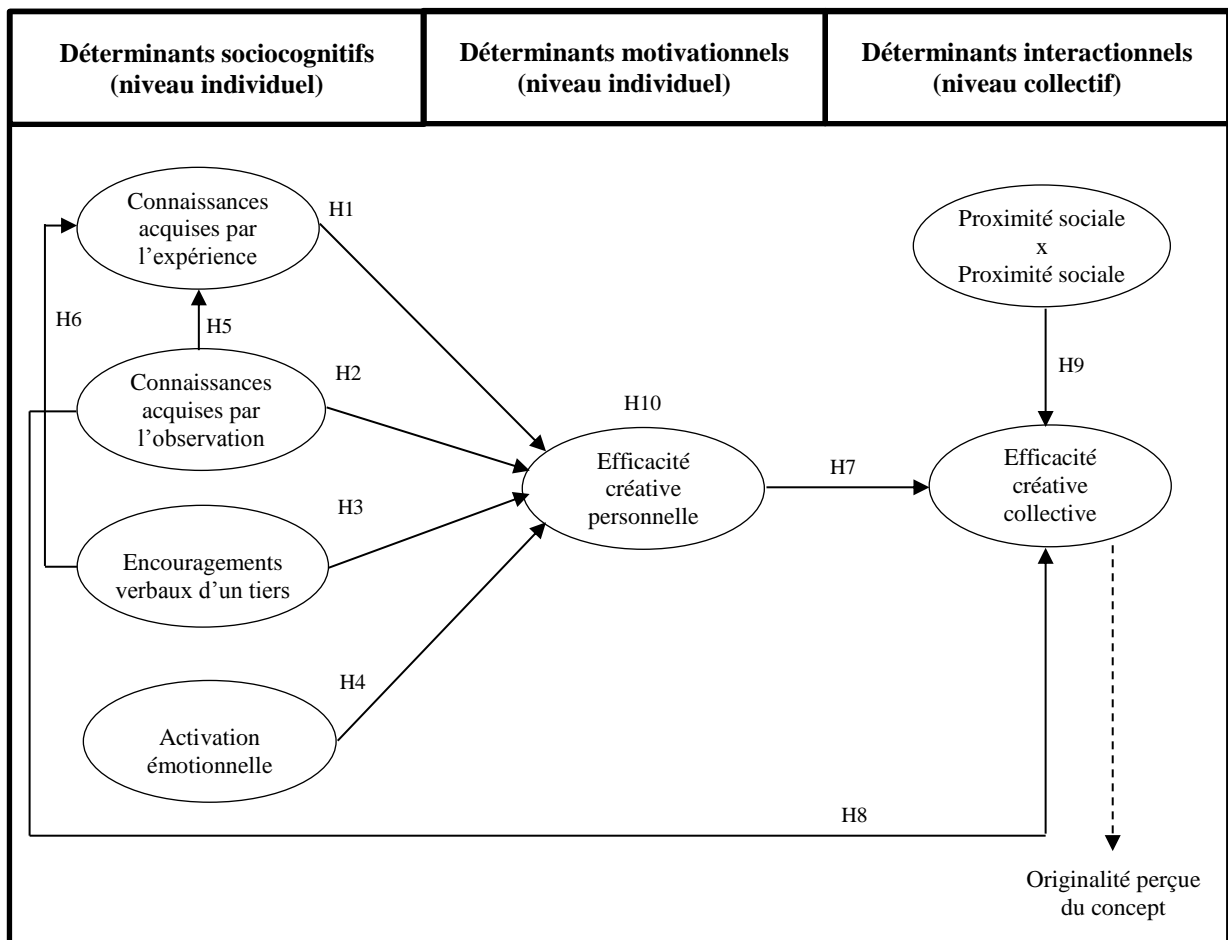 Déterminants sociocognitifs
(niveau individuel)
Déterminants motivationnels
(niveau individuel)
Déterminants interactionnels
(niveau collectif)
Connaissances
acquises par
l’expérience
H1
Proximité sociale
x
Proximité sociale
H6
H5
H9
Connaissances
acquises par
l’observation
H2
H10
Efficacité
créative
personnelle
H7
Efficacité
créative
collective
H3
Encouragements
verbaux d’un tiers
H4
Activation
émotionnelle
H8
Originalité perçue
du concept